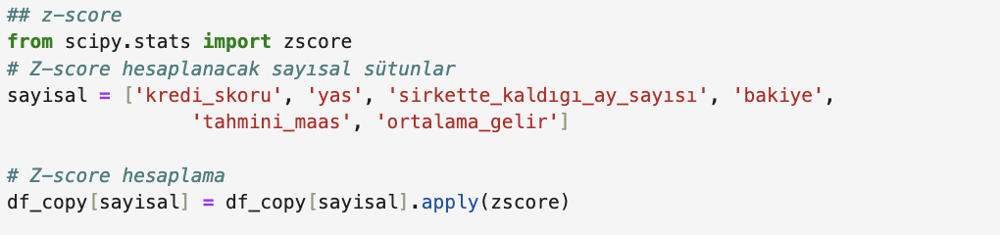 ## z-score
from scipy.stats import zscore
# Z-score hesaplanacak sayısal sütunlar
sayisal = ['kredi_skoru', 'yas', 'sirkette_kaldıgı_ay_sayısı', 'bakiye',
                'tahmini_maas', 'ortalama_gelir']
# Z-score hesaplama
df_copy[sayisal] = df_copy[sayisal].apply(zscore)